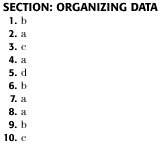 SECTION: ORGANIZING DATA
1. b
2. a
3. c
4. a
5. d
6. b
7. a
8. a
9. b
10. c